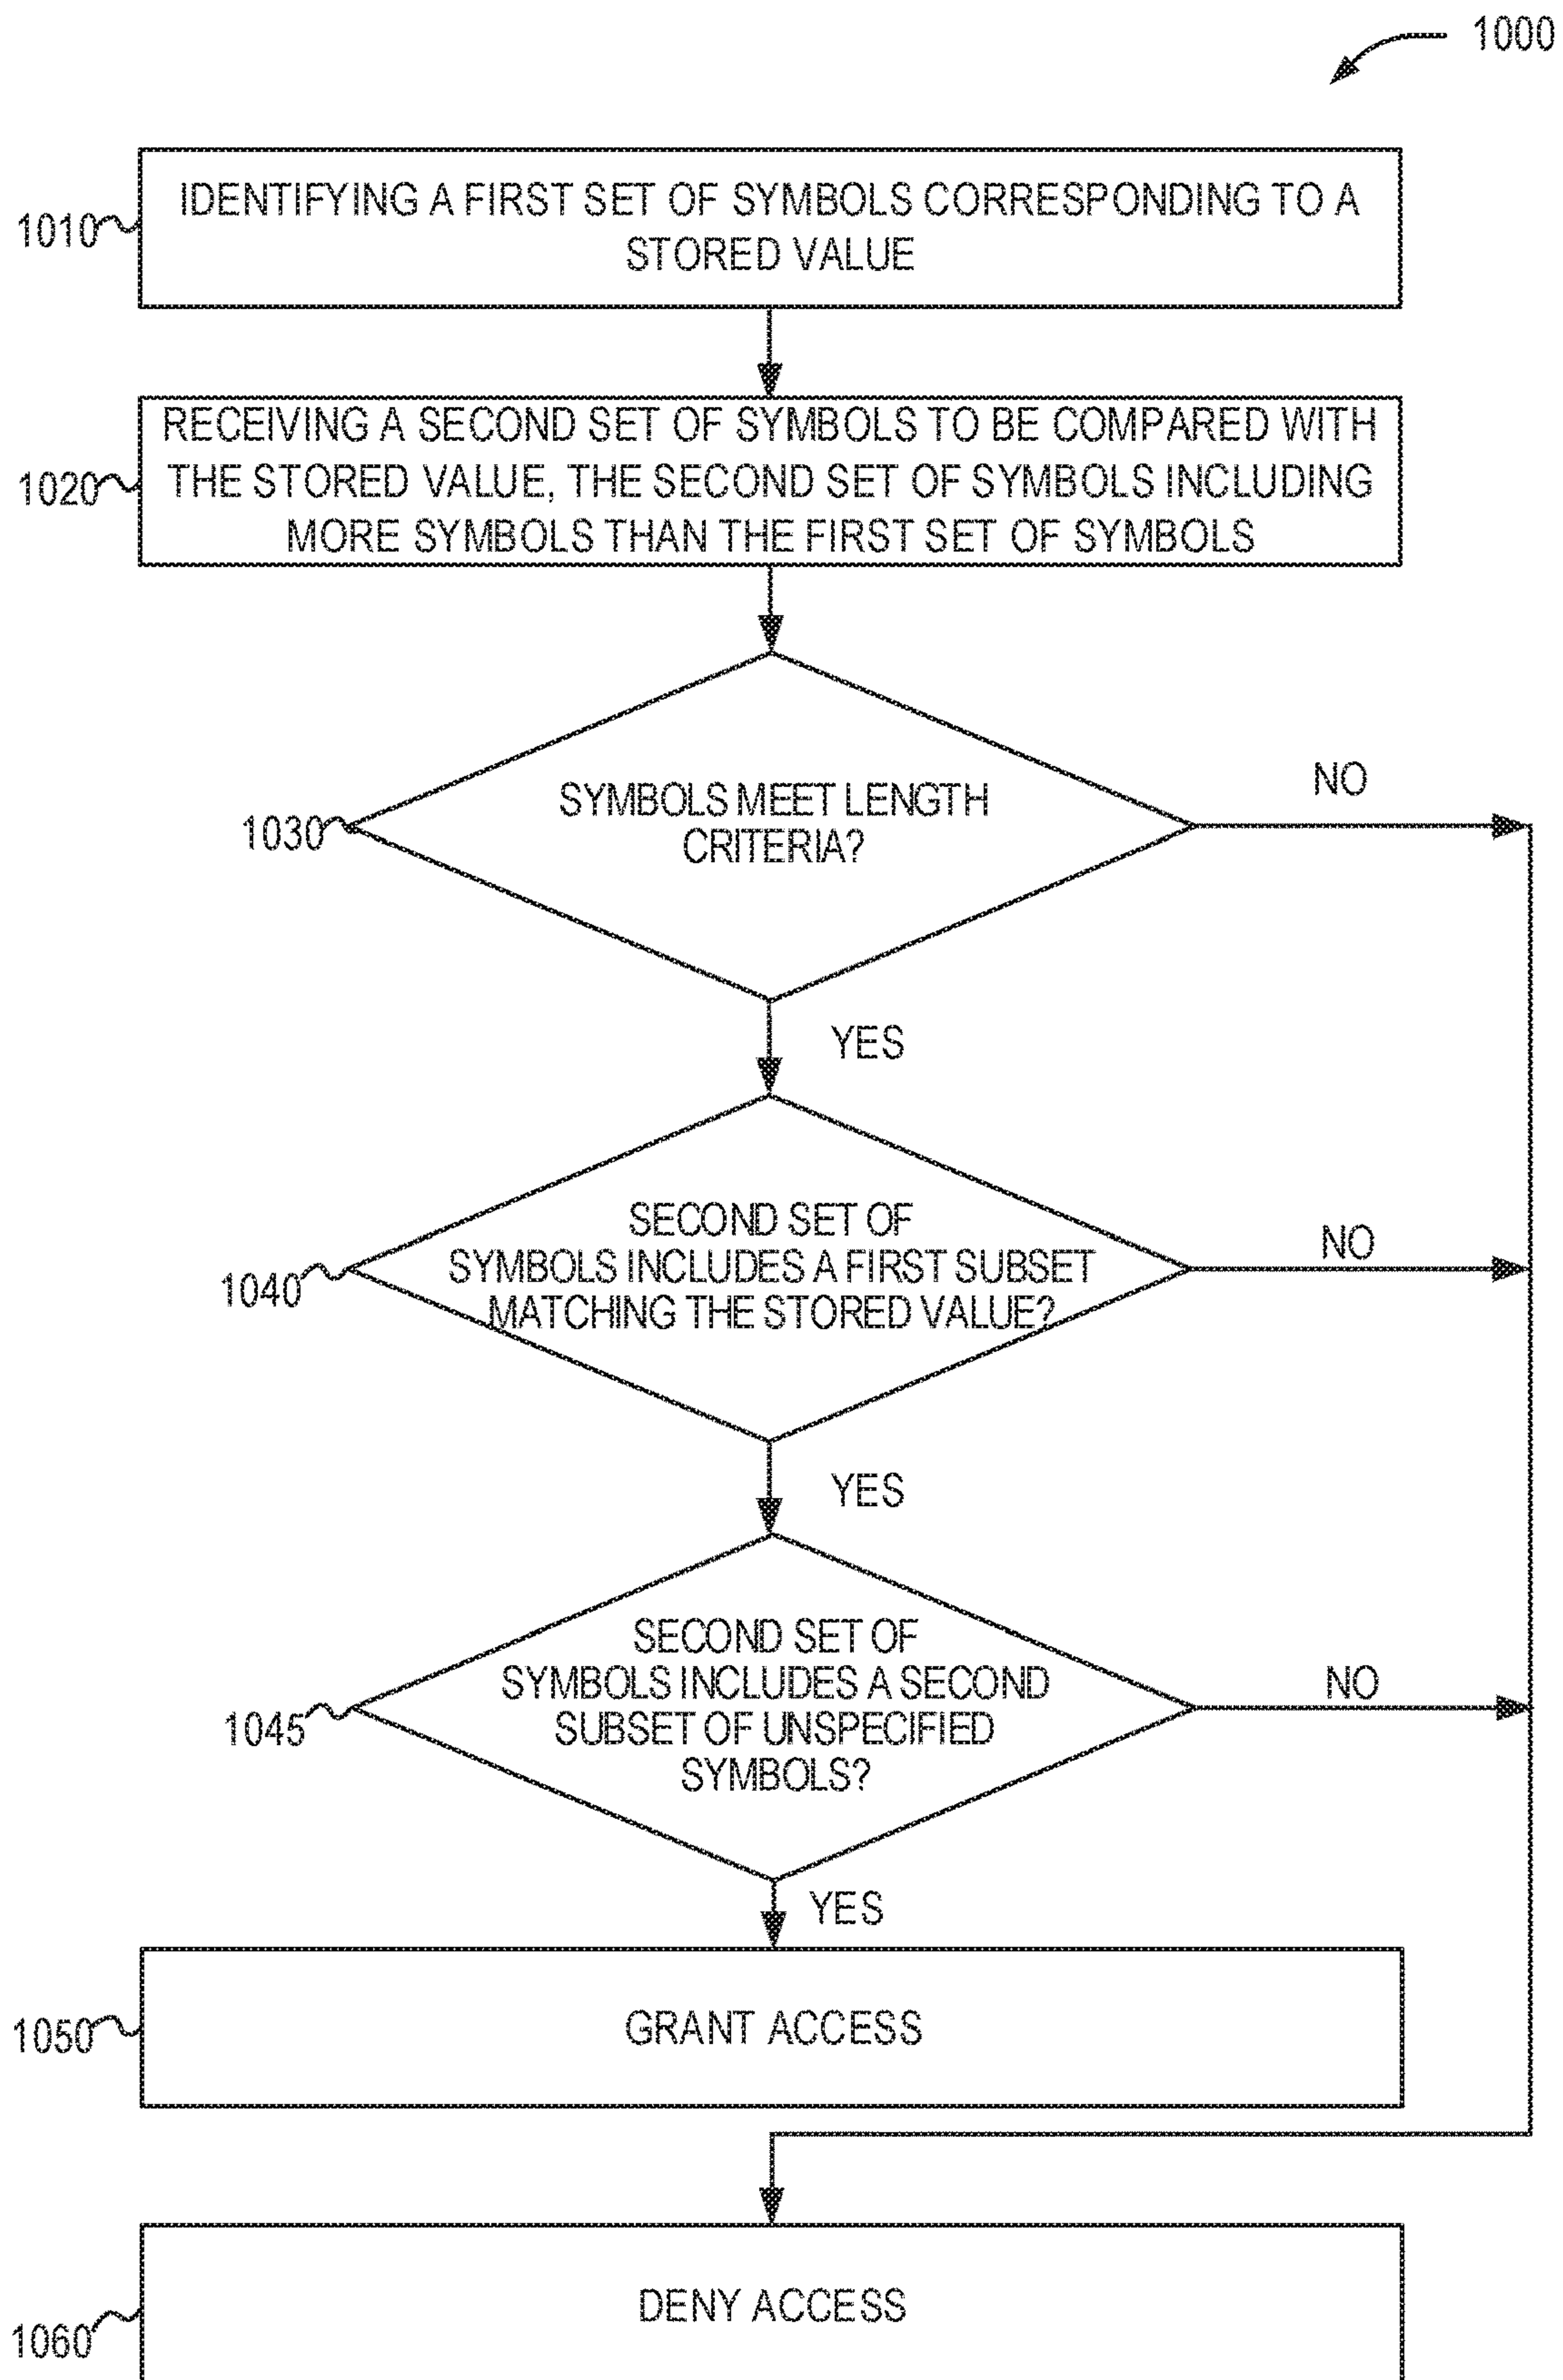 1000
IDENTIFYING A FIRST SET OF SYMBOLS CORRESPONDING TO A
STORED VALUE
1010
RECEIVING A SECOND SET OF SYMBOLS TO BE COMPARED WITH
THE STORED VALUE, THE SECOND SET OF SYMBOLS INCLUDING
MORE SYMBOLS THAN THE FIRST SET OF SYMBOLS
1020
SYMBOLS MEET LENGTH
CRITERIA?
1030
NO
YES
SECOND SET OF
SYMBOLS INCLUDES A FIRST SUBSET
MATCHING THE STORED VALUE?
1040
NO
YES
SECOND SET OF
SYMBOLS INCLUDES A SECOND
SUBSET OF UNSPECIFIED
SYMBOLS?
1045
NO
YES
GRANT ACCESS
1050
DENY ACCESS
1060